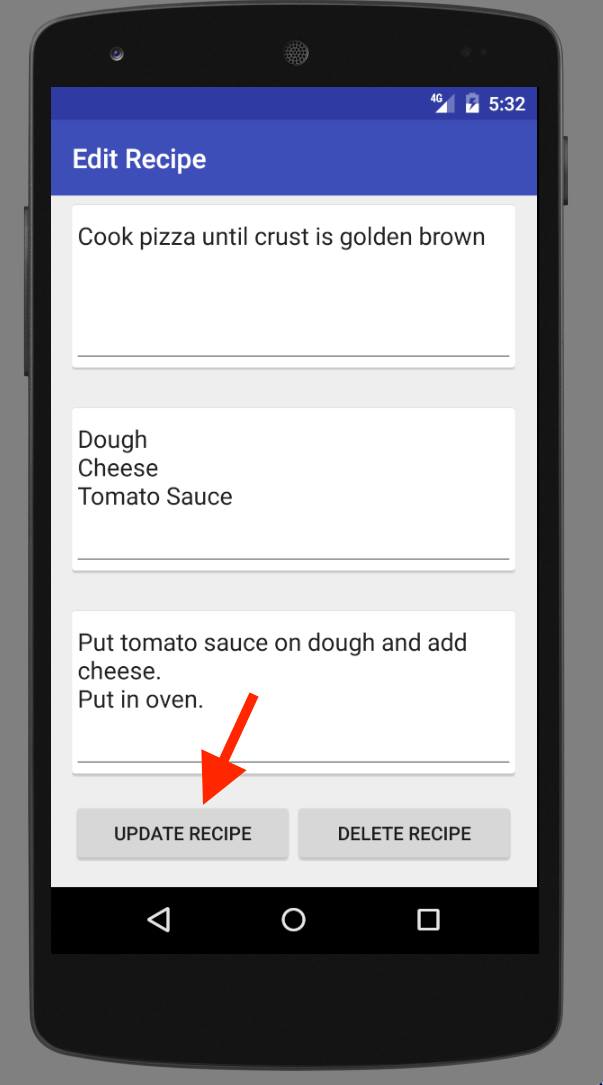 4G 5:32
Edit Recipe
Cook pizza until crust is golden brown
Dough
Cheese
Tomato Sauce
Put tomato sauce on dough and add
cheese.
Put in oven.
UPDATE RECIPE DELETE RECIPE